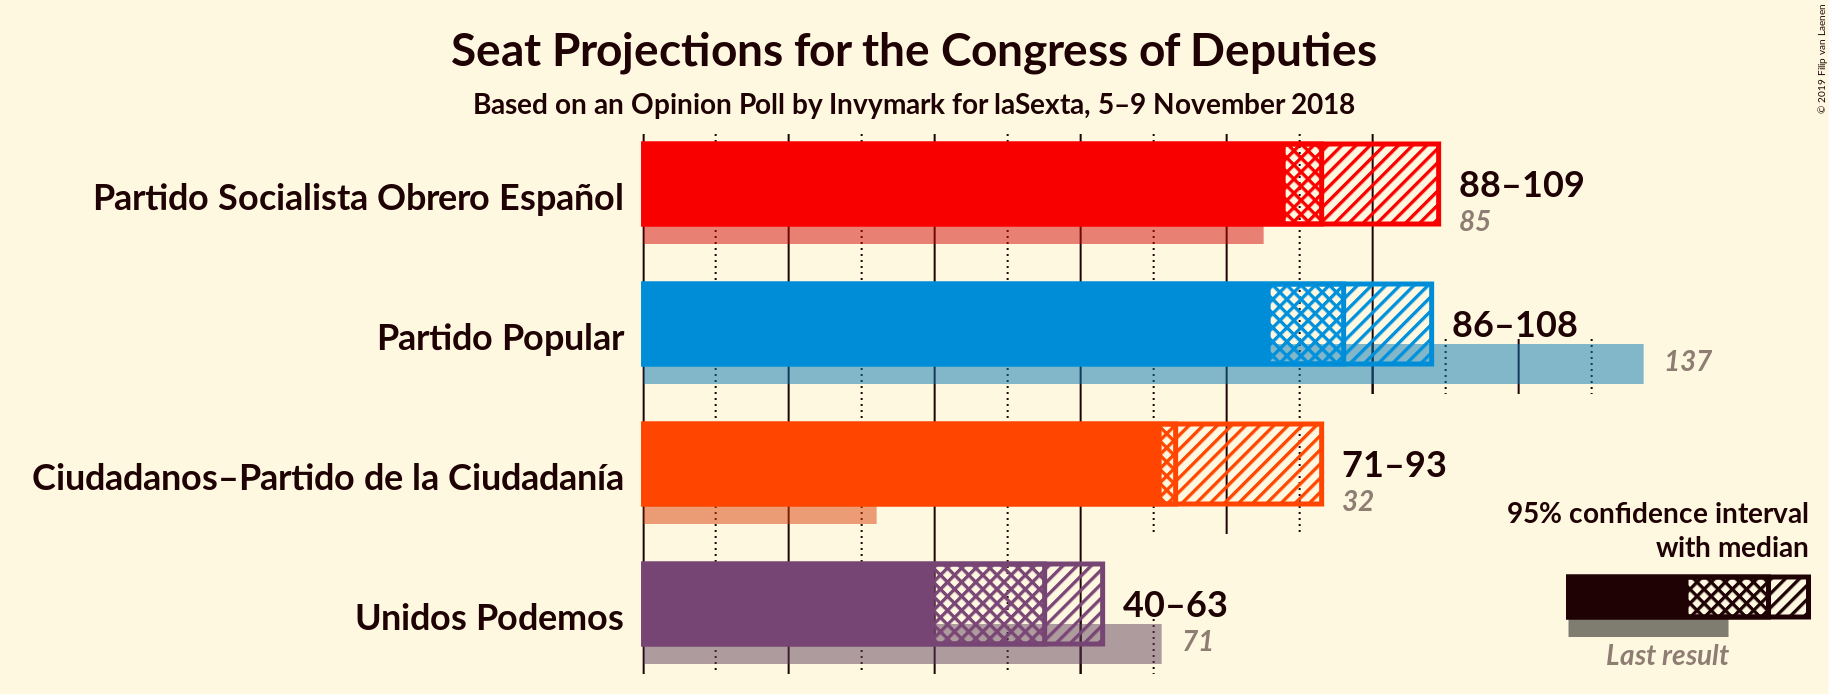 Seat Projections for the Congress of Deputies
Based on an Opinion Poll by Invymark for laSexta, 5–9 November 2018
© 2019 Filip van Laenen
Partido Socialista Obrero Español
88–109
85
Partido Popular
86–108
137
Ciudadanos–Partido de la Ciudadanía
71–93
32
Unidos Podemos
40–63
71
95% confidence interval
with median
Last result